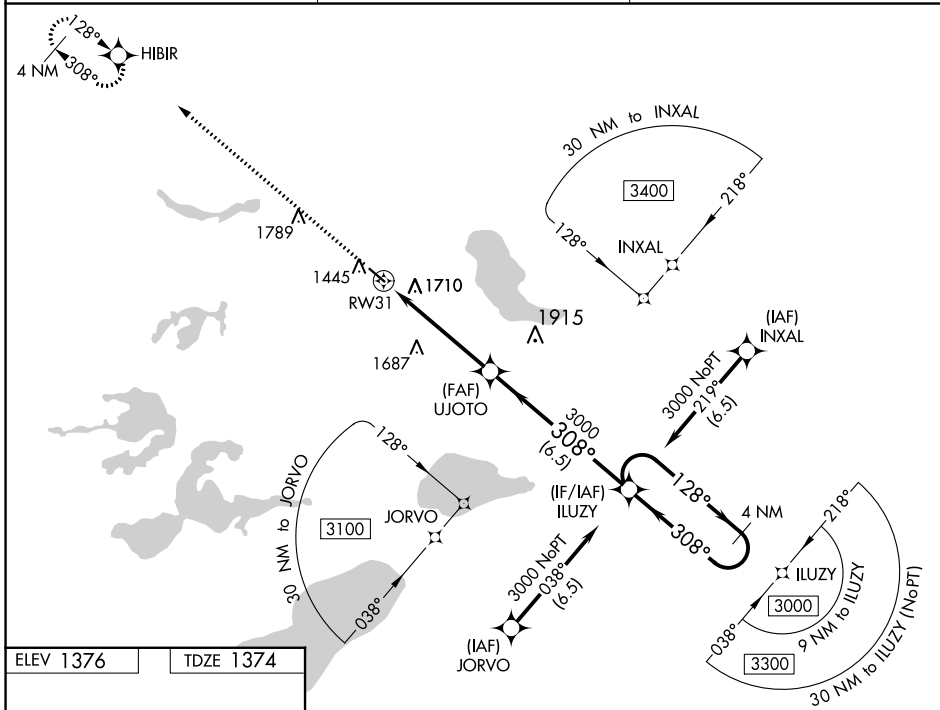 128°
308°
4 NM
HIBIR
30 NM to INXAL
3400
218°
128°
INXAL
1789
1445
RW31
1710
1915
1687
(FAF)
UJOTO
(IAF)
INXAL
3000 NoPT
219°
(6.5)
3000
308°
(6.5)
(IF/IAF)
ILUZY
128°
308°
4 NM
30 NM to JORVO
128°
3100
JORVO
038°
3000 NoPT
038°
(6.5)
(IAF)
JORVO
218°
ILUZY
038°
3000
9 NM to ILUZY
3300
30 NM to ILUZY (NoPT)
ELEV 1376
TDZE 1374